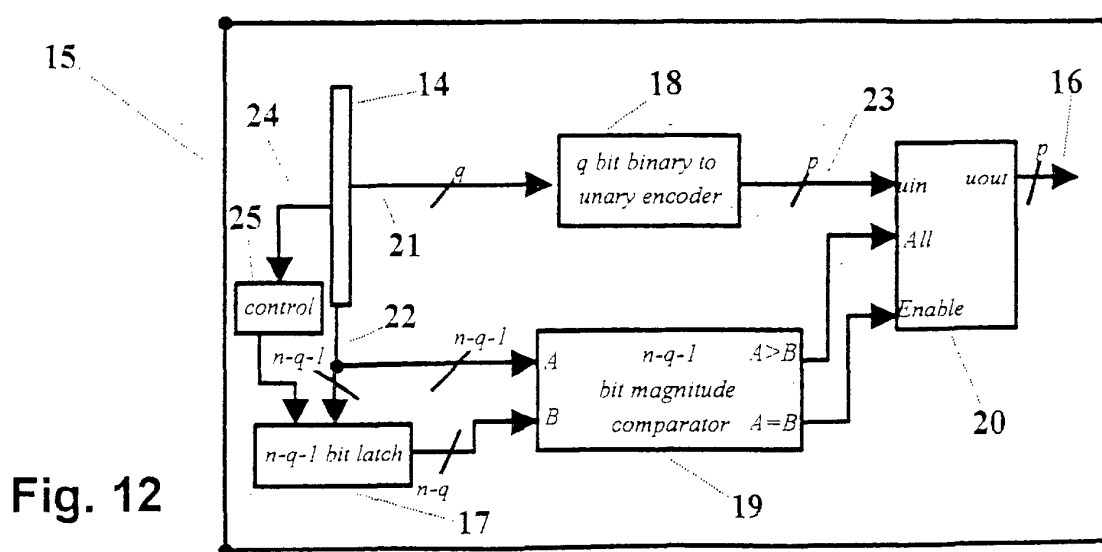 15
14
18
23
16
24
q
q bit binary to
unary encoder
p
uin
uout
p
25
21
All
control
22
Enable
n-q-1
n-q-1
A
n-q-1
A>B
bit magnitude
20
B
comparator
A=B
n-q-1 bit latch
n-q
19
17
Fig. 12